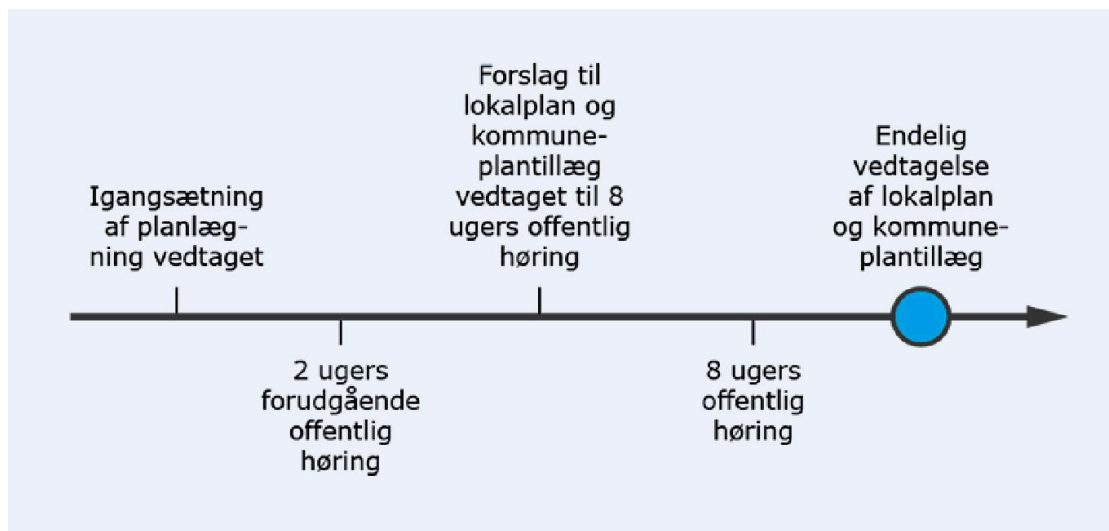 Igangsætning
af planlæg-
ning vedtaget
2 ugers
forudgående
offentlig
høring
Forslag til
lokalplan og
kommune-
plantillæg
vedtaget til 8
ugers offentlig
høring
8 ugers
offentlig
høring
Endelig
vedtagelse
af lokalplan
og kommune-
plantillæg